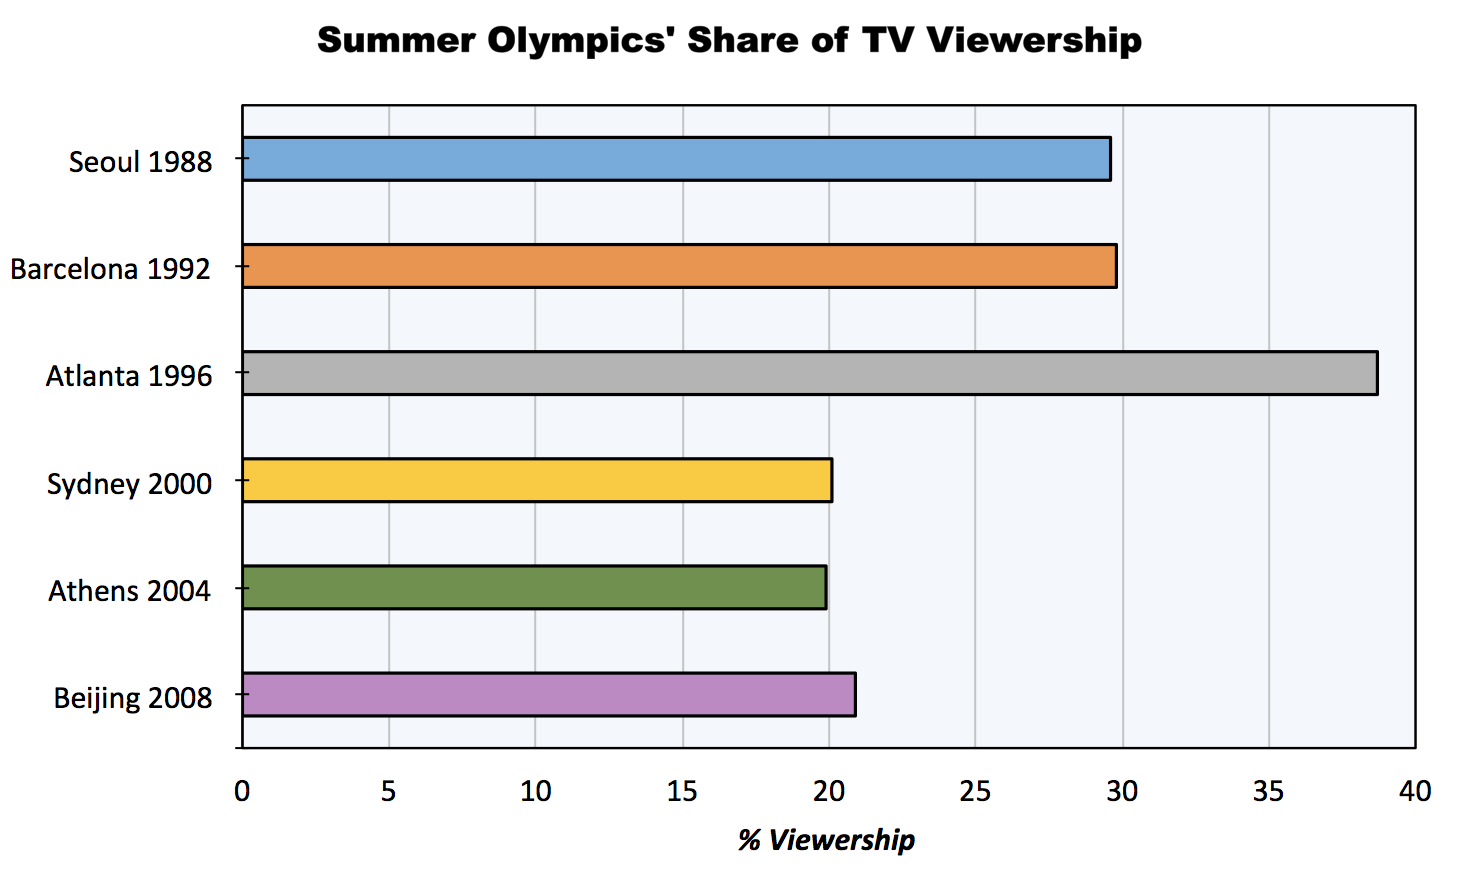 Summer Olympics' Share of TV Viewership
Seoul 1988
Barcelona 1992
Atlanta 1996
Sydney 2000
Athens 2004
Beijing 2008
0 5 10 15 20 25 30 35 40
% Viewership